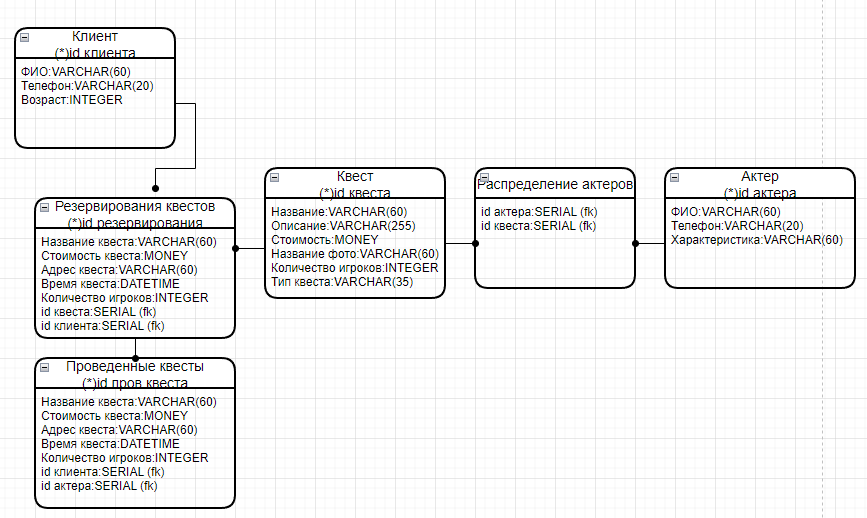 Клиент
(*)id клиента
ФИО:VARCHAR(60)
Телефон:VARCHAR(20)
Возраст:INTEGER
Резервирования квестов
(*)id резервирования
Название квеста:VARCHAR(60)
Стоимость квеста:MONEY
Адрес квеста:VARCHAR(60)
Время квеста:DATETIME
Количество игроков:INTEGER
id квеста:SERIAL (fk)
id клиента:SERIAL (fk)
Квест
(*)id квеста
Название:VARCHAR(60)
Описание:VARCHAR(255)
Стоимость:MONEY
Название фото:VARCHAR(60)
Количество игроков:INTEGER
Тип квеста:VARCHAR(35)
Распределение актеров
id актера:SERIAL (fk)
id квеста:SERIAL (fk)
Актер
(*)id актера
ФИО:VARCHAR(60)
Телефон:VARCHAR(20)
Характеристика:VARCHAR(60)
Проведенные квесты
(*)id пров квеста
Название квеста:VARCHAR(60)
Стоимость квеста:MONEY
Адрес квеста:VARCHAR(60)
Время квеста:DATETIME
Количество игроков:INTEGER
id клиента:SERIAL (fk)
id актера:SERIAL (fk)